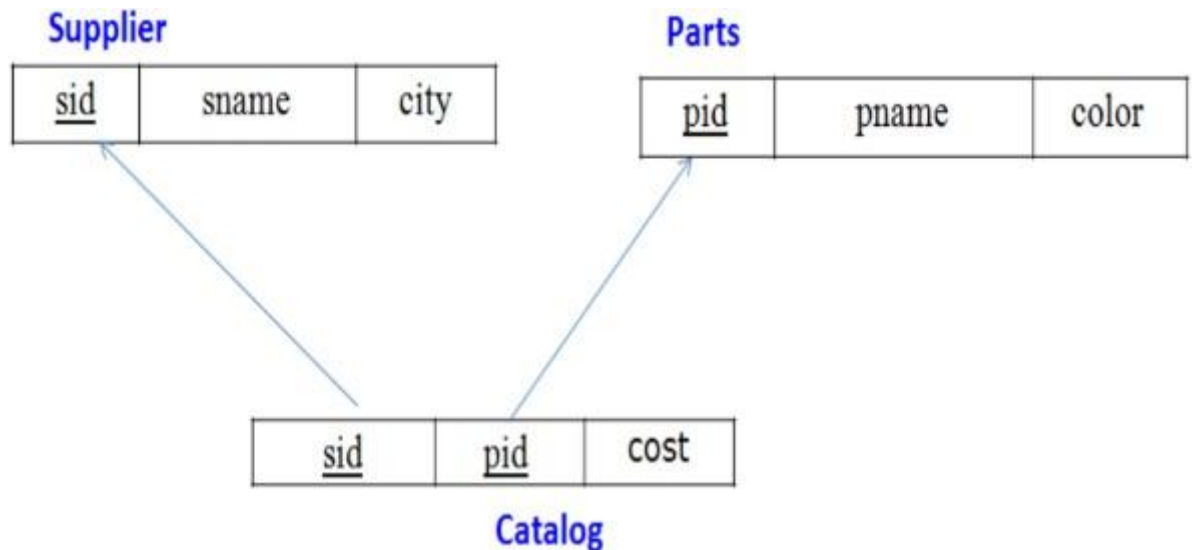 Supplier
Parts
sid sname city
pid pname color
sid pid cost
Catalog